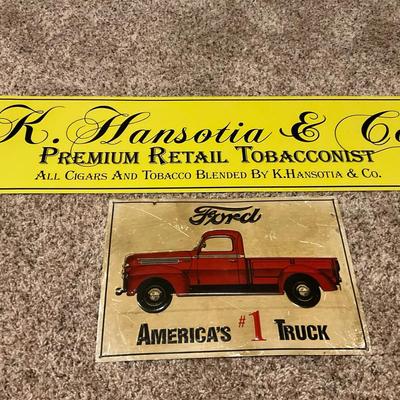 K. Hansotia & Co
PREMIUM RETAIL TOBACCONIST
ALL CIGARS AND TOBACCO BLENDED BY K.HANSOTIA & CO.
Ford
AMERICA'S #1 TRUCK